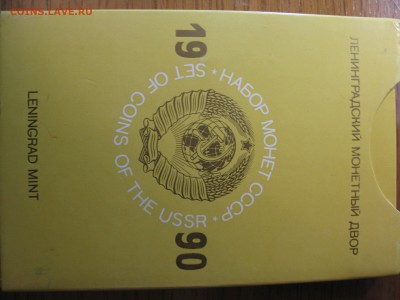 COINS.LAVE.RU
ЛЕНИНГРАДСКИЙ МОНЕТНЫЙ ДВОР
19
НАБОР МОНЕТ СССР • SET OF COINS OF THE USSR •
90
LENINGRAD MINT